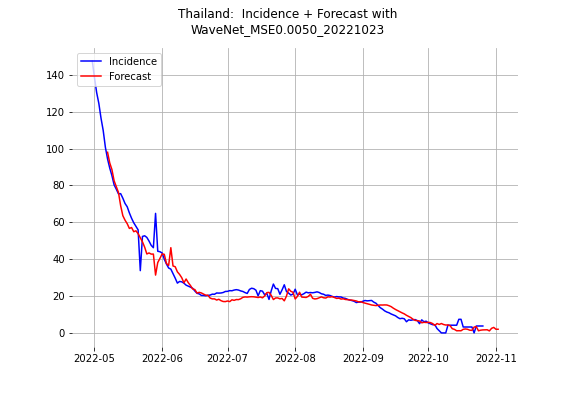 Thailand:  Incidence + Forecast with
WaveNet_MSE0.0050_20221023
Incidence
Forecast
140
120
100
80
60
40
20
0
2022-05 2022-06 2022-07 2022-08 2022-09 2022-10 2022-11